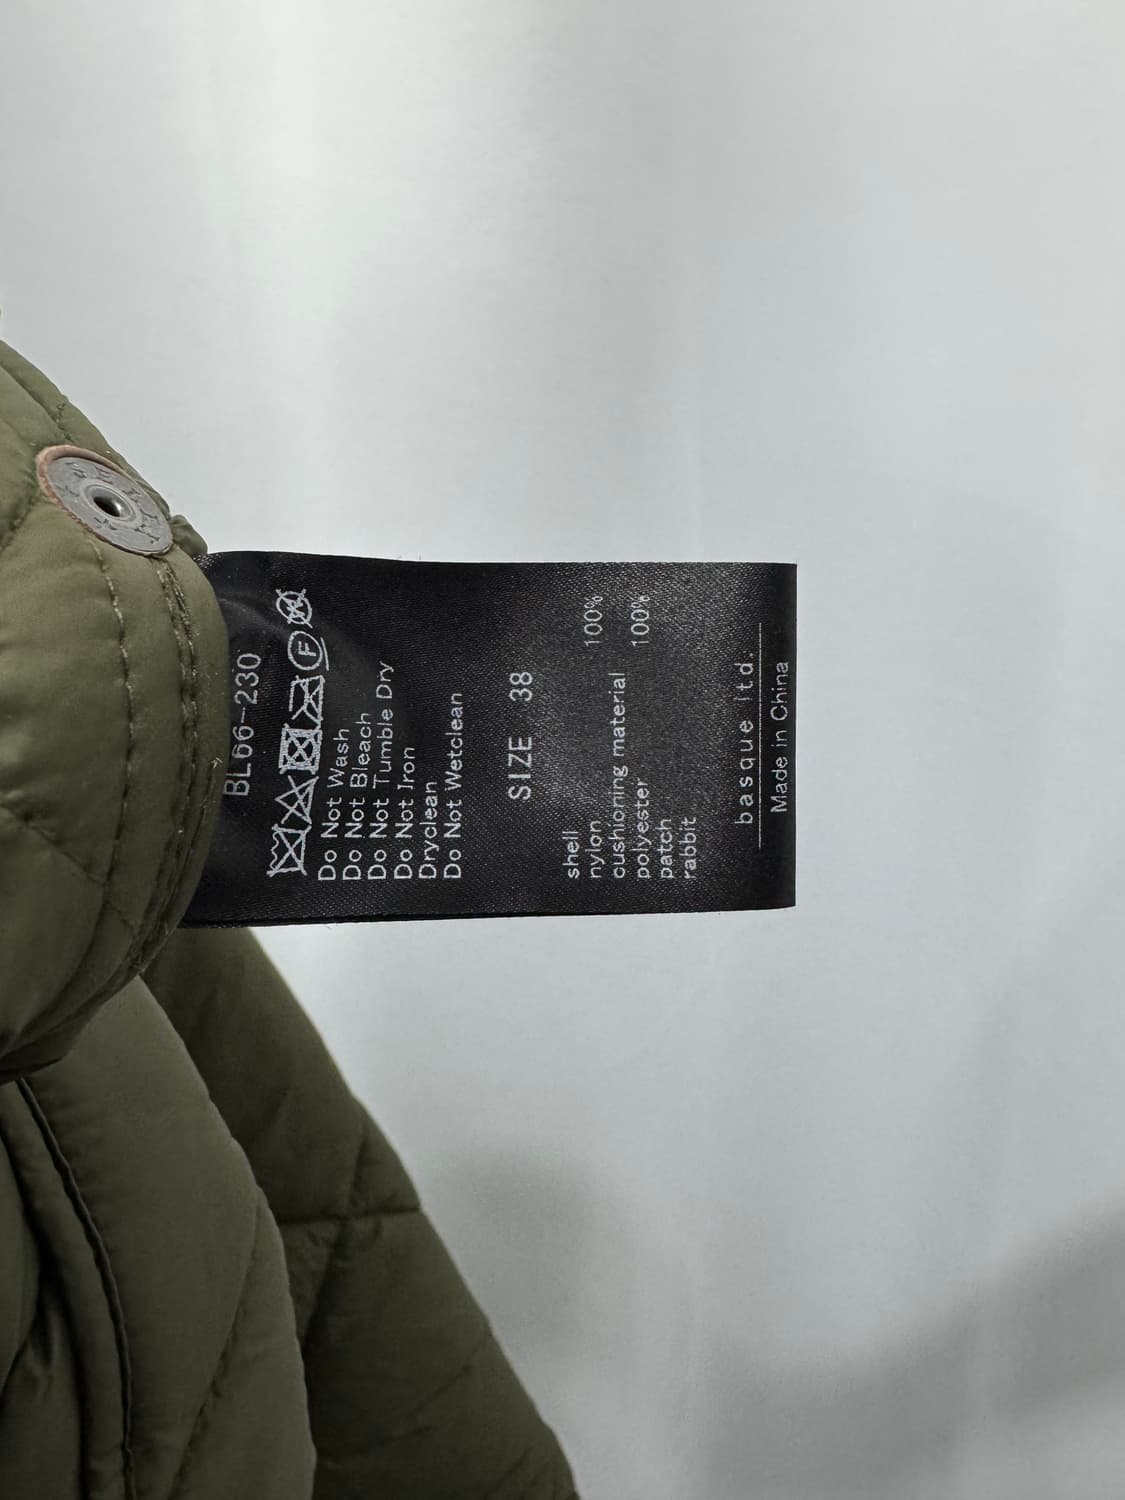 BL66-230
F
Do Not Wash
Do Not Bleach
Do Not Tumble Dry
Do Not Iron
Dryclean
Do Not Wetclean
SIZE 38
shell
nylon 100%
cushioning material
polyester 100%
patch
rabbit
basque ltd.
Made in China